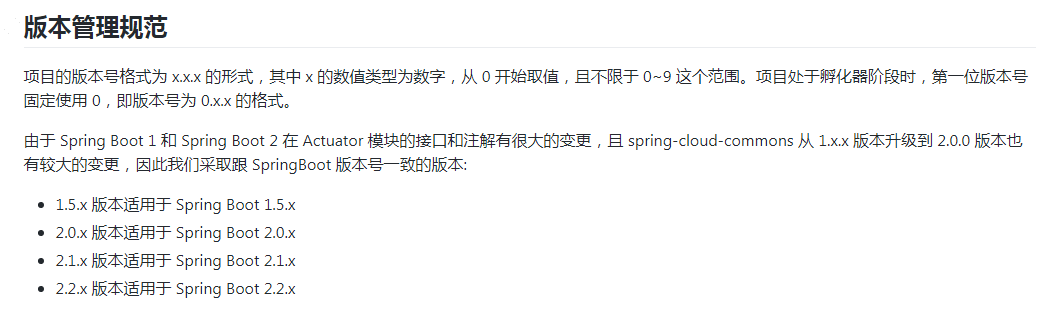 版本管理规范
项目的版本号格式为 x.x.x 的形式，其中 x 的数值类型为数字，从 0 开始取值，且不限于 0~9 这个范围。项目处于孵化器阶段时，第一位版本号
固定使用 0，即版本号为 0.x.x 的格式。
由于 Spring Boot 1 和 Spring Boot 2 在 Actuator 模块的接口和注解有很大的变更，且 spring-cloud-commons 从 1.x.x 版本升级到 2.0.0 版本也
有较大的变更，因此我们采取跟 SpringBoot 版本号一致的版本:
• 1.5.x 版本适用于 Spring Boot 1.5.x
• 2.0.x 版本适用于 Spring Boot 2.0.x
• 2.1.x 版本适用于 Spring Boot 2.1.x
• 2.2.x 版本适用于 Spring Boot 2.2.x